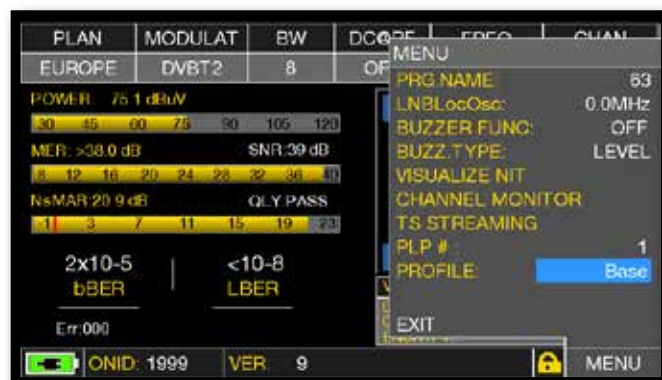 PLAN MODULAT BW
EUROPE DVBT2 8
POWER: 75.1 dBuV
30 45 60 75 90 105 120
MER: >38.0 dB SNR:39 dB
8 12 16 20 24 28 32 36 40
NsMAR:20.9 dB QLY:PASS
-1 3 7 11 15 19 23
2x10-5 <10-8
bBER LBER
Err:000
MENU
PRG.NAME: 63
LNBLocOsc: 0.0MHz
BUZZER FUNC: OFF
BUZZ.TYPE: LEVEL
VISUALIZE NIT
CHANNEL MONITOR
TS STREAMING
PLP # 1
PROFILE: Base
EXIT
ONID: 1999 VER: 9 MENU